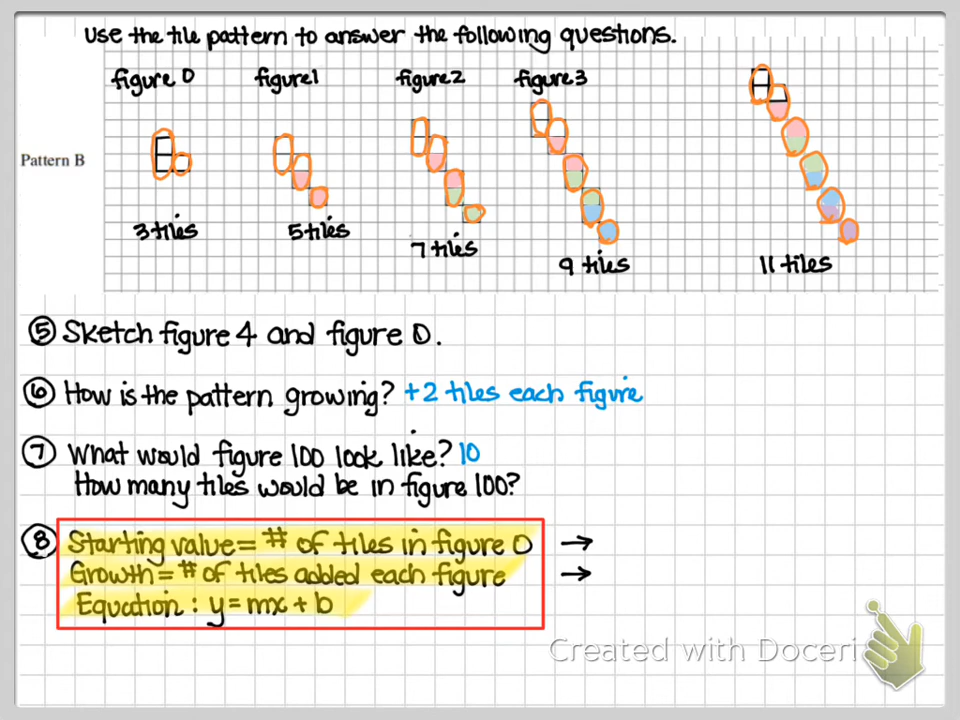 Use the tile pattern to answer the following questions.
figure 0 figure 1 figure 2 figure 3
Pattern B
3 tiles 5 tiles 7 tiles 9 tiles 11 tiles
⑤ Sketch figure 4 and figure 0.
⑥ How is the pattern growing? +2 tiles each figure
⑦ What would figure 100 look like? 10
How many tiles would be in figure 100?
⑧ Starting value = # of tiles in figure 0 →
Growth = # of tiles added each figure →
Equation : y = mx + b
Created with Doceri